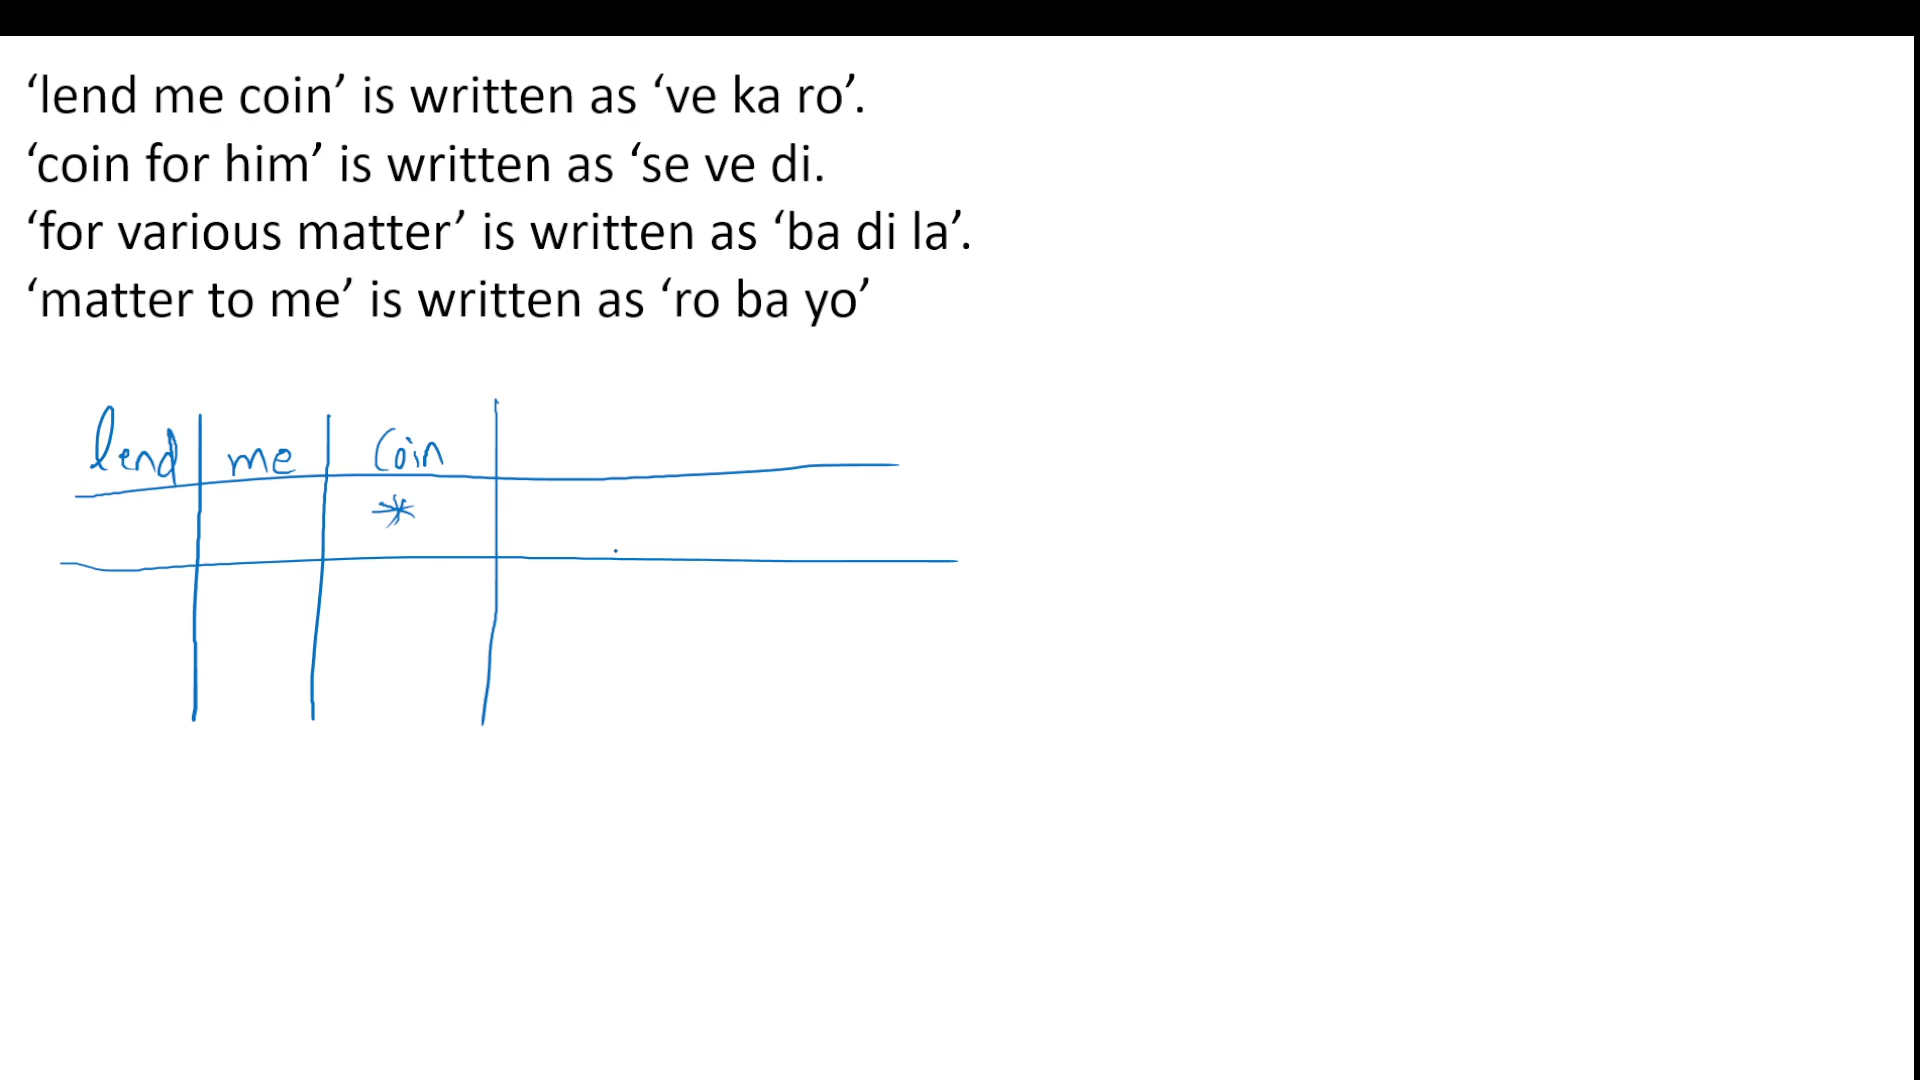 ‘lend me coin’ is written as ‘ve ka ro’.
‘coin for him’ is written as ‘se ve di.
‘for various matter’ is written as ‘ba di la’.
‘matter to me’ is written as ‘ro ba yo’
lend me Coin
*